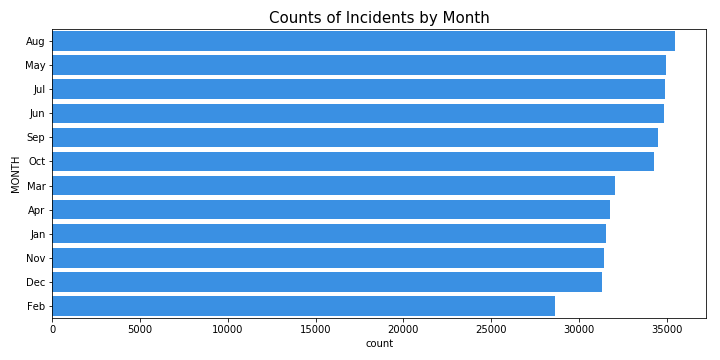 Counts of Incidents by Month
MONTH
Aug
May
Jul
Jun
Sep
Oct
Mar
Apr
Jan
Nov
Dec
Feb
0 5000 10000 15000 20000 25000 30000 35000
count